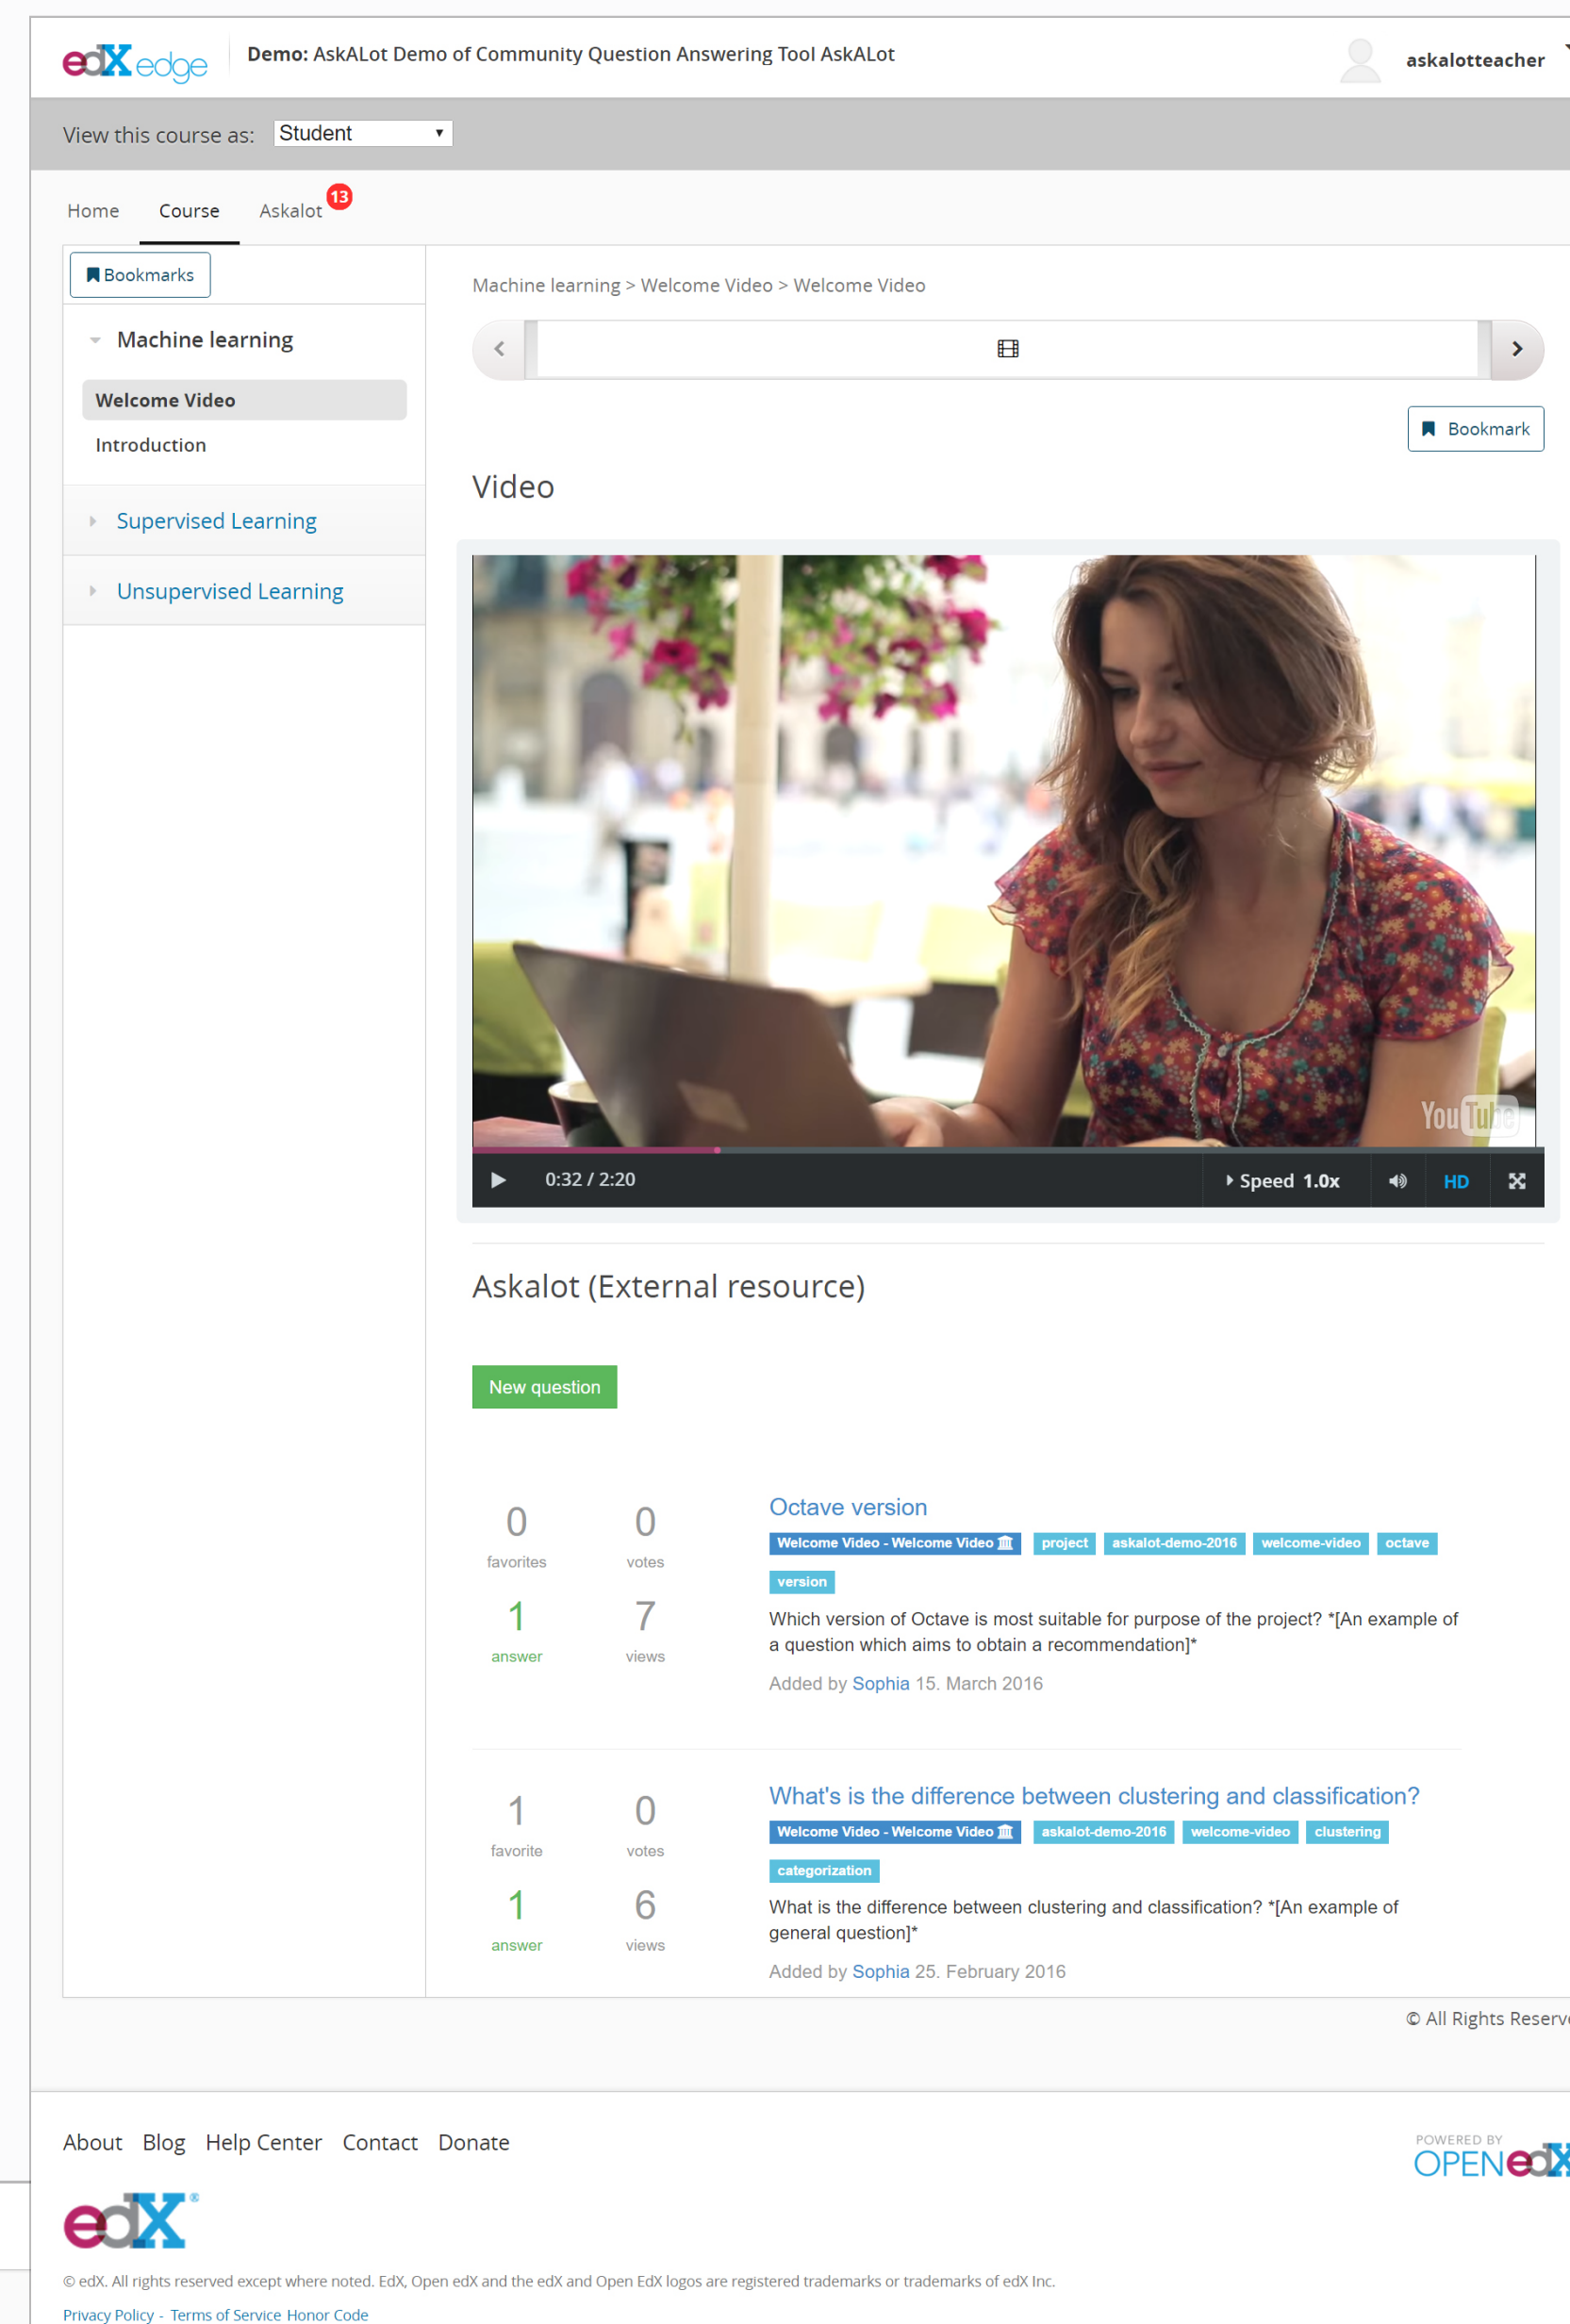 edX edge
Demo: AskALot Demo of Community Question Answering Tool AskALot
askalotteacher
View this course as: Student
Home Course Askalot 13
Bookmarks
Machine learning
Welcome Video
Introduction
Supervised Learning
Unsupervised Learning
Machine learning > Welcome Video > Welcome Video
Bookmark
Video
YouTube
0:32 / 2:20 Speed 1.0x HD
Askalot (External resource)
New question
0 favorites 0 votes
1 answer 7 views
Octave version
Welcome Video - Welcome Video project askalot-demo-2016 welcome-video octave
version
Which version of Octave is most suitable for purpose of the project? *[An example of
a question which aims to obtain a recommendation]*
Added by Sophia 15. March 2016
1 favorite 0 votes
1 answer 6 views
What's is the difference between clustering and classification?
Welcome Video - Welcome Video askalot-demo-2016 welcome-video clustering
categorization
What is the difference between clustering and classification? *[An example of
general question]*
Added by Sophia 25. February 2016
© All Rights Reserve
About Blog Help Center Contact Donate
POWERED BY
OPEN edX
edX®
© edX. All rights reserved except where noted. EdX, Open edX and the edX and Open EdX logos are registered trademarks or trademarks of edX Inc.
Privacy Policy - Terms of Service Honor Code